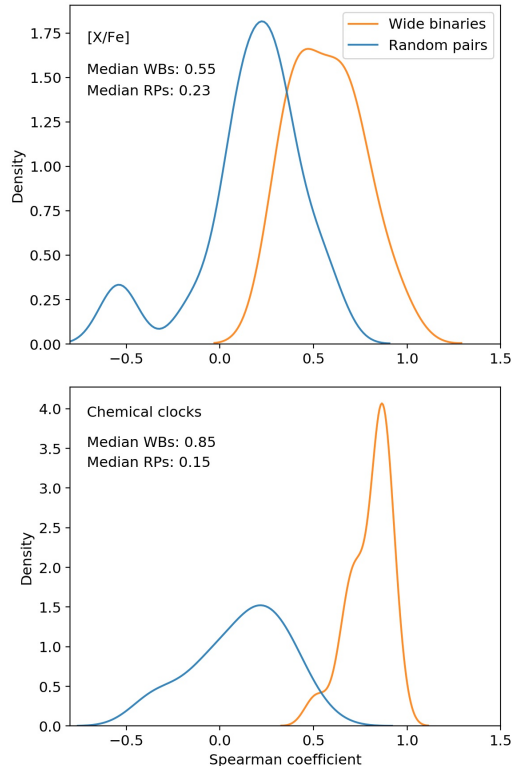 [X/Fe]
Median WBs: 0.55
Median RPs: 0.23
Wide binaries
Random pairs
Density
1.75
1.50
1.25
1.00
0.75
0.50
0.25
0.00
−0.5 0.0 0.5 1.0 1.5
Chemical clocks
Median WBs: 0.85
Median RPs: 0.15
Density
4.0
3.5
3.0
2.5
2.0
1.5
1.0
0.5
0.0
−0.5 0.0 0.5 1.0 1.5
Spearman coefficient